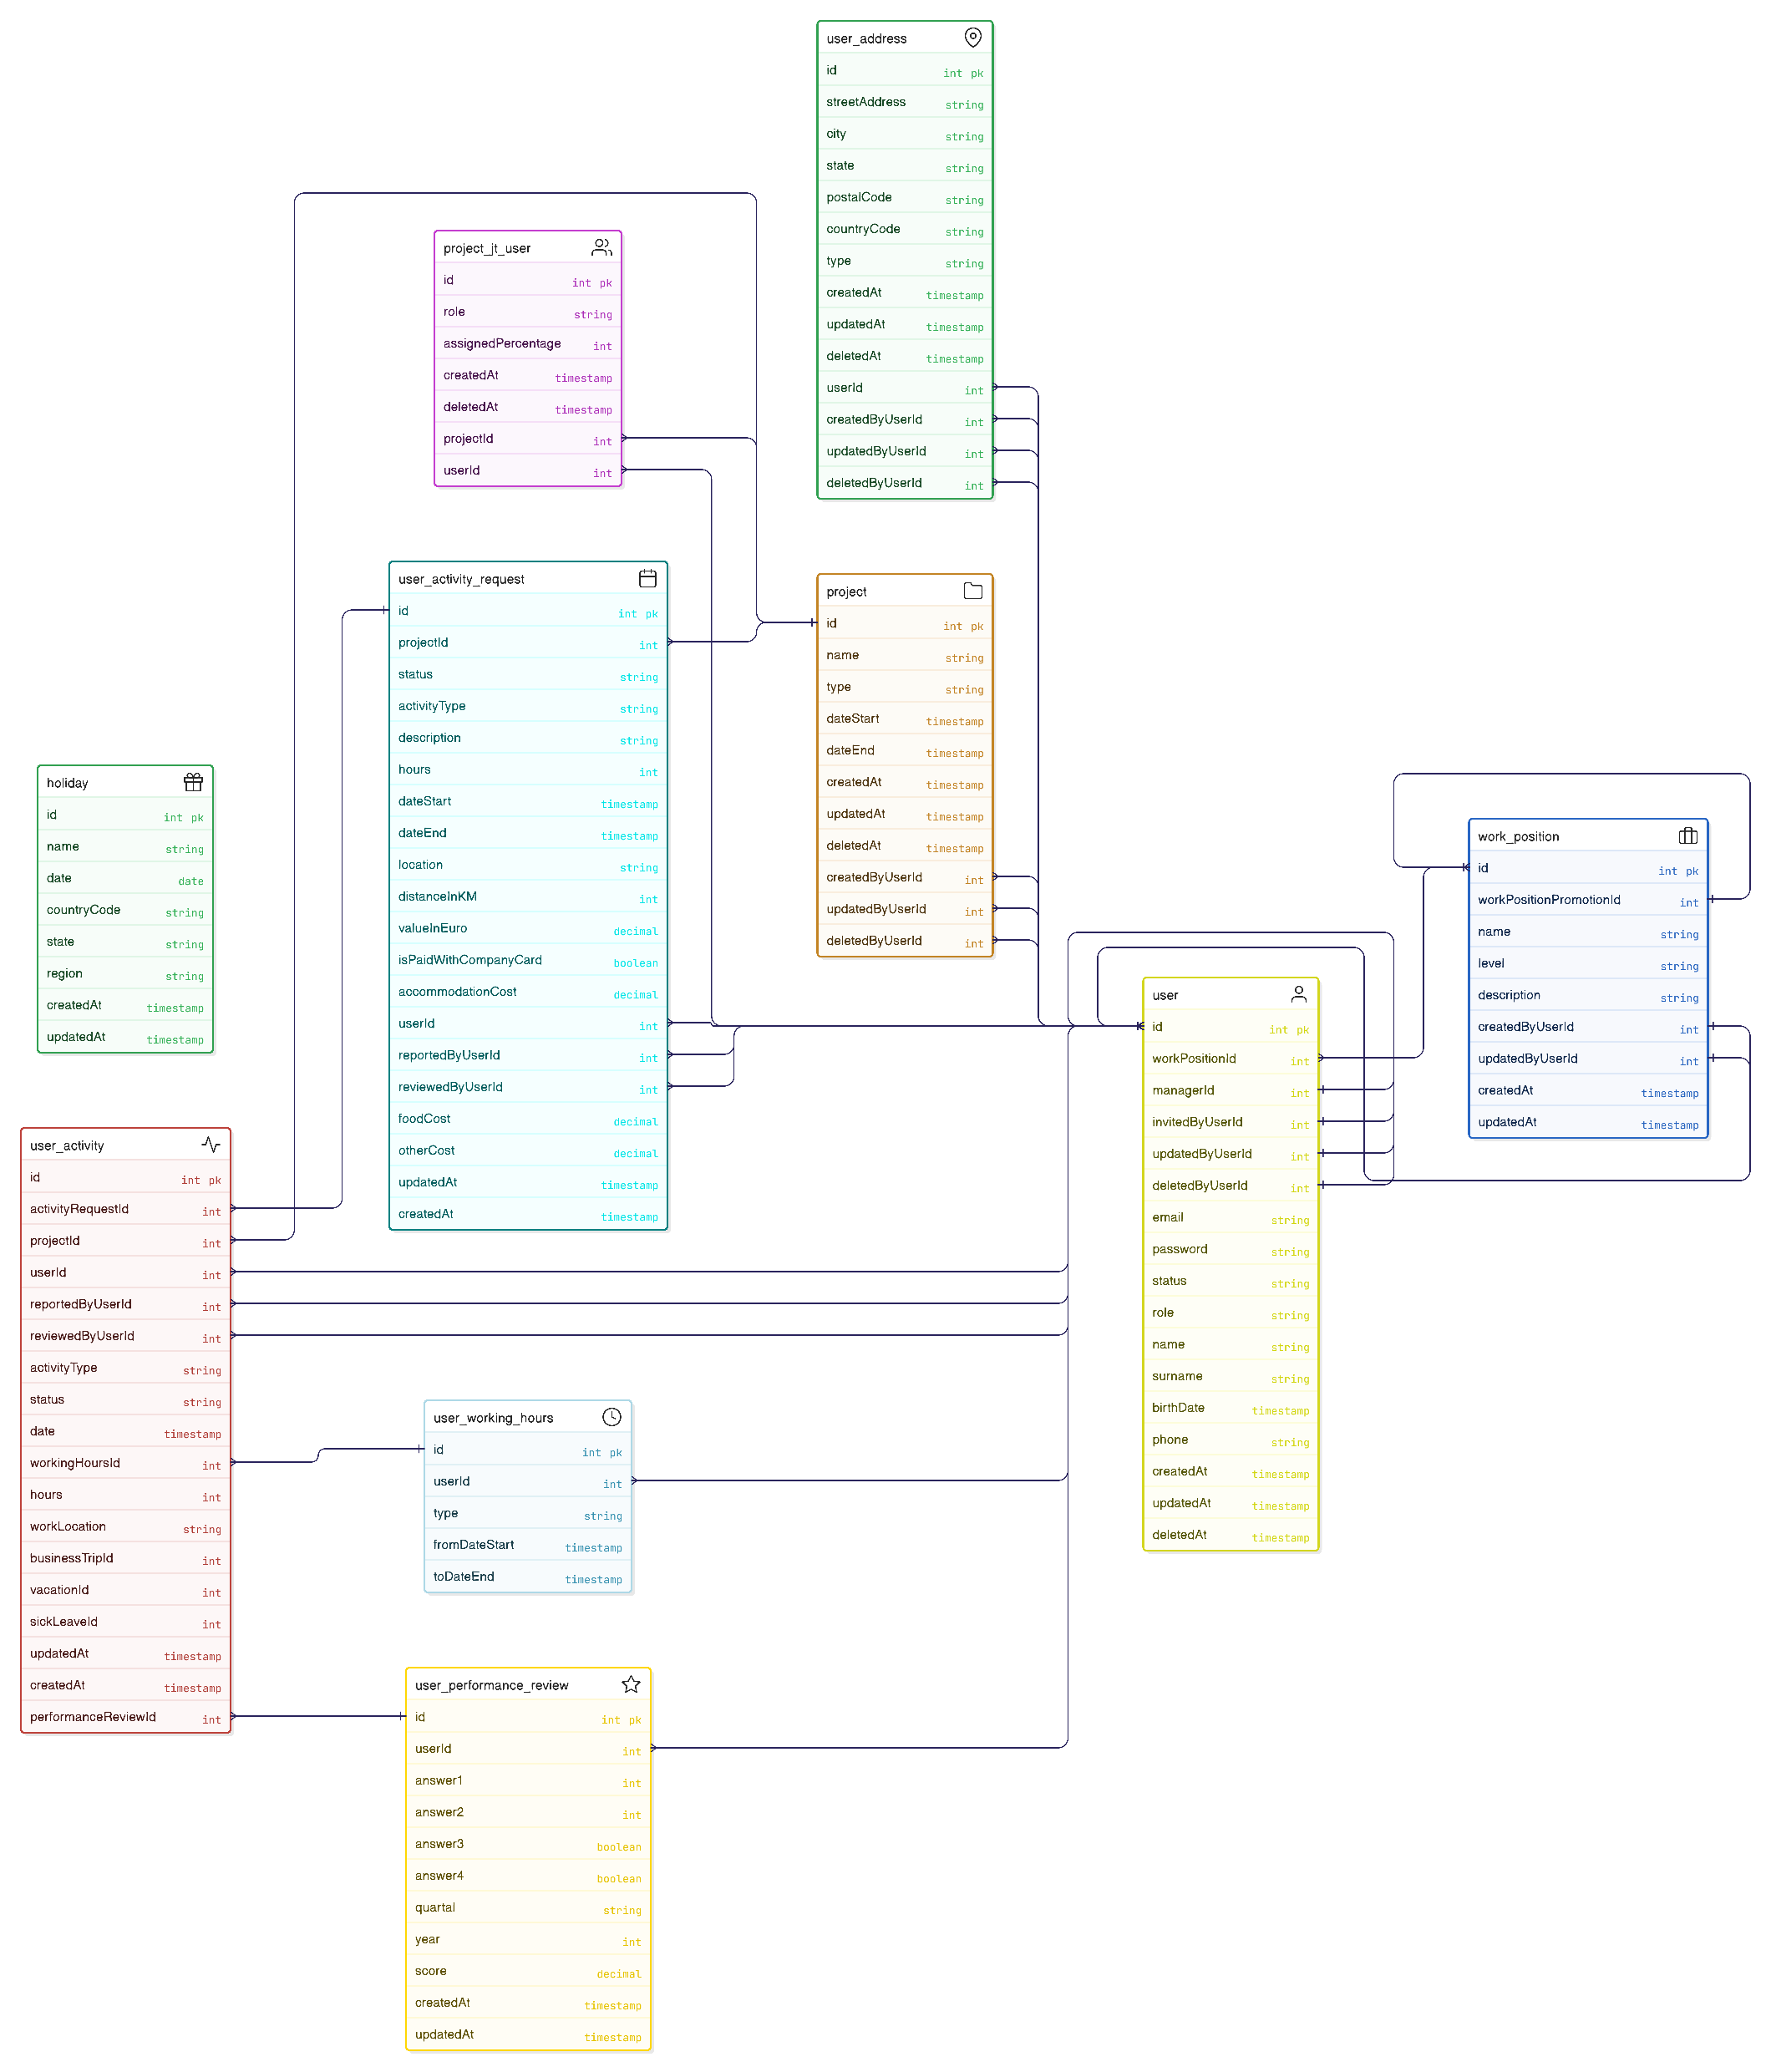 user_address
id int pk
streetAddress string
city string
state string
postalCode string
countryCode string
type string
createdAt timestamp
updatedAt timestamp
deletedAt timestamp
userId int
createdByUserId int
updatedByUserId int
deletedByUserId int
project_jt_user
id int pk
role string
assignedPercentage int
createdAt timestamp
deletedAt timestamp
projectId int
userId int
user_activity_request
id int pk
projectId int
status string
activityType string
description string
hours int
dateStart timestamp
dateEnd timestamp
location string
distanceInKM int
valueInEuro decimal
isPaidWithCompanyCard boolean
accommodationCost decimal
userId int
reportedByUserId int
reviewedByUserId int
foodCost decimal
otherCost decimal
updatedAt timestamp
createdAt timestamp
project
id int pk
name string
type string
dateStart timestamp
dateEnd timestamp
createdAt timestamp
updatedAt timestamp
deletedAt timestamp
createdByUserId int
updatedByUserId int
deletedByUserId int
holiday
id int pk
name string
date date
countryCode string
state string
region string
createdAt timestamp
updatedAt timestamp
work_position
id int pk
workPositionPromotionId int
name string
level string
description string
createdByUserId int
updatedByUserId int
createdAt timestamp
updatedAt timestamp
user
id int pk
workPositionId int
managerId int
invitedByUserId int
updatedByUserId int
deletedByUserId int
email string
password string
status string
role string
name string
surname string
birthDate timestamp
phone string
createdAt timestamp
updatedAt timestamp
deletedAt timestamp
user_activity
id int pk
activityRequestId int
projectId int
userId int
reportedByUserId int
reviewedByUserId int
activityType string
status string
date timestamp
workingHoursId int
hours int
workLocation string
businessTripId int
vacationId int
sickLeaveId int
updatedAt timestamp
createdAt timestamp
performanceReviewId int
user_working_hours
id int pk
userId int
type string
fromDateStart timestamp
toDateEnd timestamp
user_performance_review
id int pk
userId int
answer1 int
answer2 int
answer3 boolean
answer4 boolean
quartal string
year int
score decimal
createdAt timestamp
updatedAt timestamp